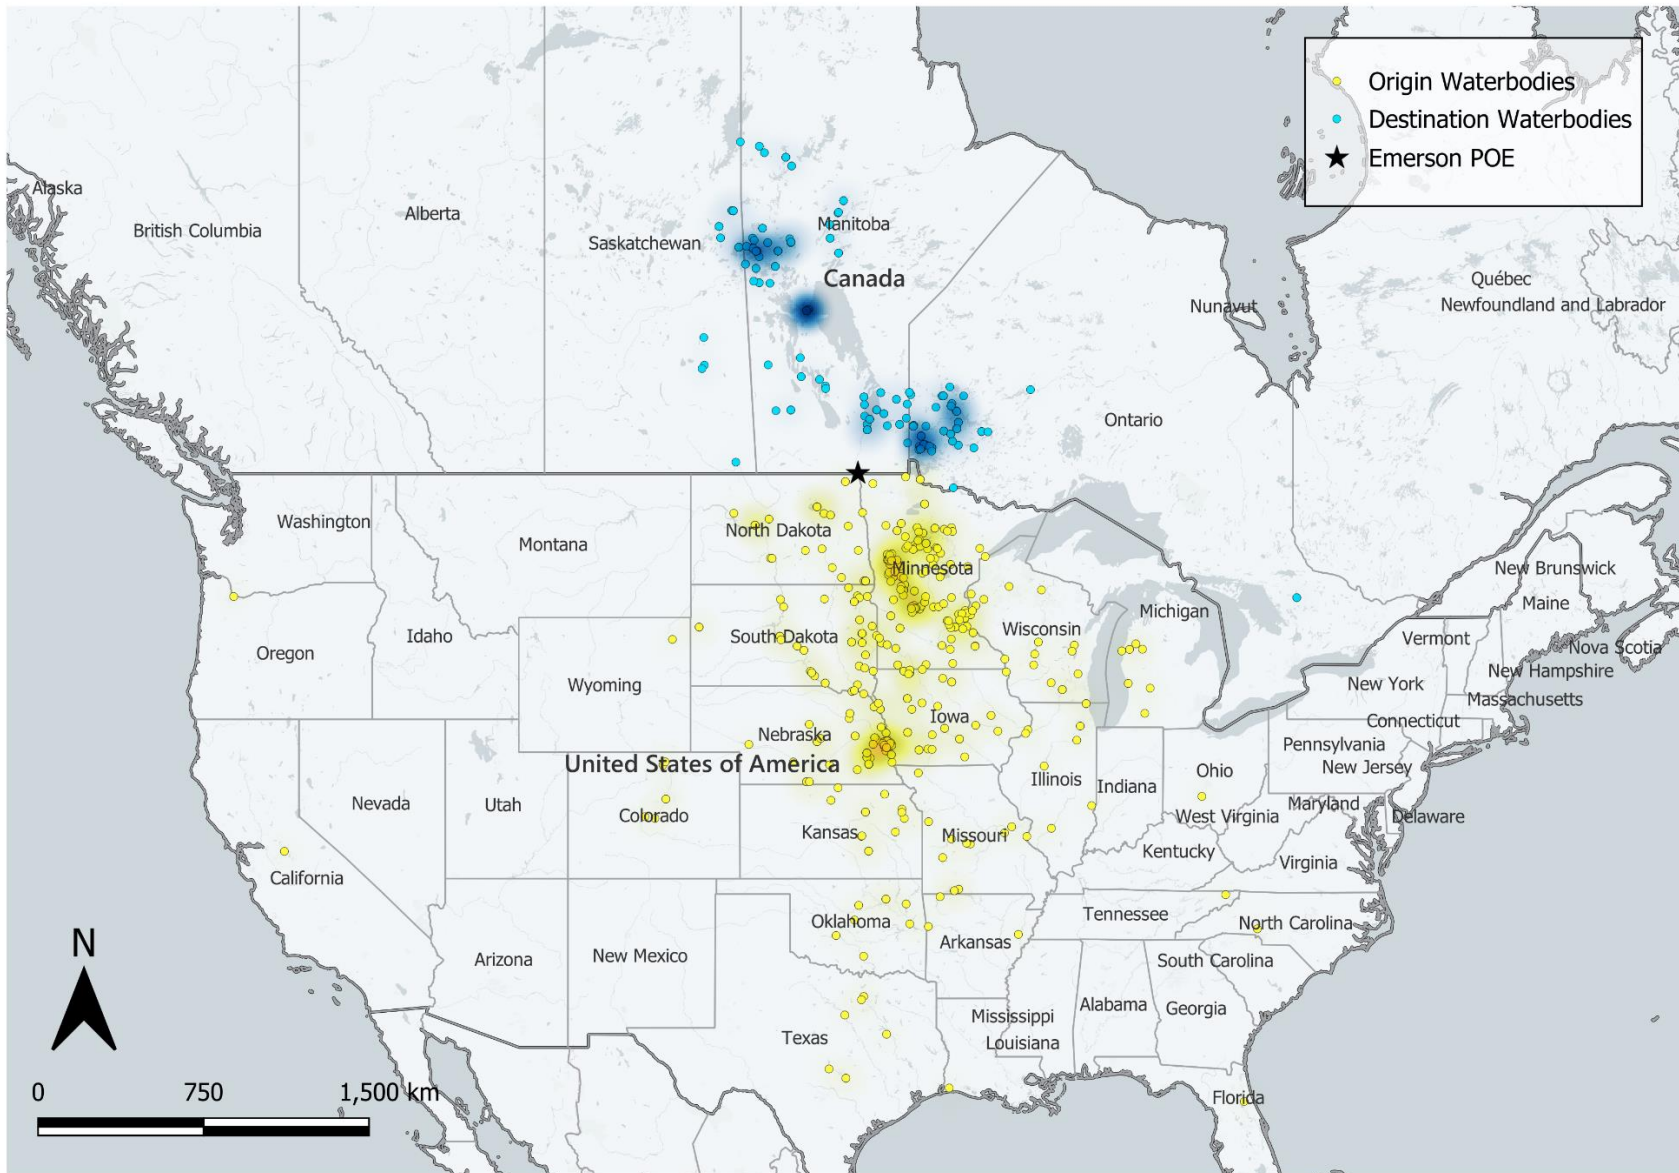 Origin Waterbodies
Destination Waterbodies
Emerson POE
Alaska
British Columbia
Alberta
Saskatchewan
Manitoba
Canada
Québec
Nunavut
Newfoundland and Labrador
Ontario
Washington
Montana
North Dakota
Minnesota
New Brunswick
Maine
Michigan
Oregon
Idaho
South Dakota
Wisconsin
Vermont
Nova Scotia
Wyoming
New Hampshire
New York
Massachusetts
Nebraska
Iowa
Connecticut
United States of America
Pennsylvania
New Jersey
Illinois
Indiana
Ohio
Nevada
Utah
Colorado
Maryland
Delaware
West Virginia
Kansas
Missouri
Kentucky
Virginia
California
Oklahoma
Tennessee
North Carolina
Arkansas
Arizona
New Mexico
South Carolina
Alabama
Georgia
Mississippi
Texas
Louisiana
Florida
N
0 750 1,500 km